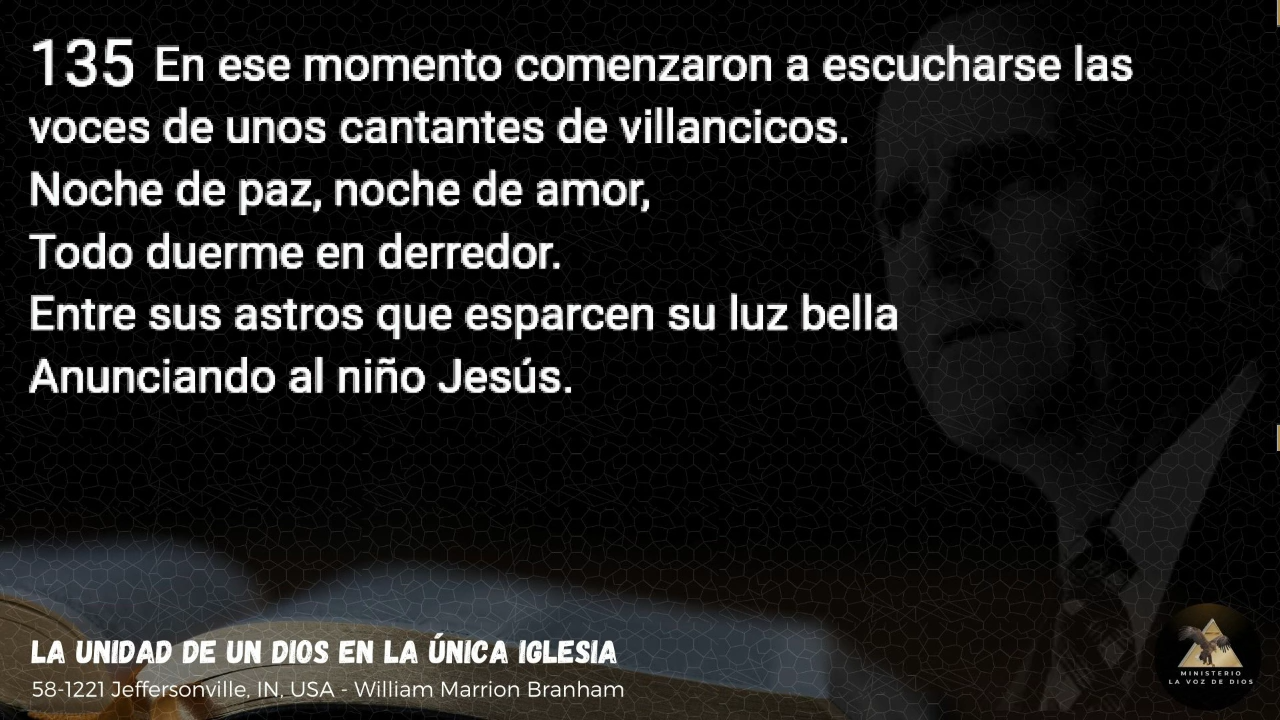 135 En ese momento comenzaron a escucharse las
voces de unos cantantes de villancicos.
Noche de paz, noche de amor,
Todo duerme en derredor.
Entre sus astros que esparcen su luz bella
Anunciando al niño Jesús.
LA UNIDAD DE UN DIOS EN LA ÚNICA IGLESIA
58-1221 Jeffersonville, IN, USA - William Marrion Branham
MINISTERIO
LA VOZ DE DIOS